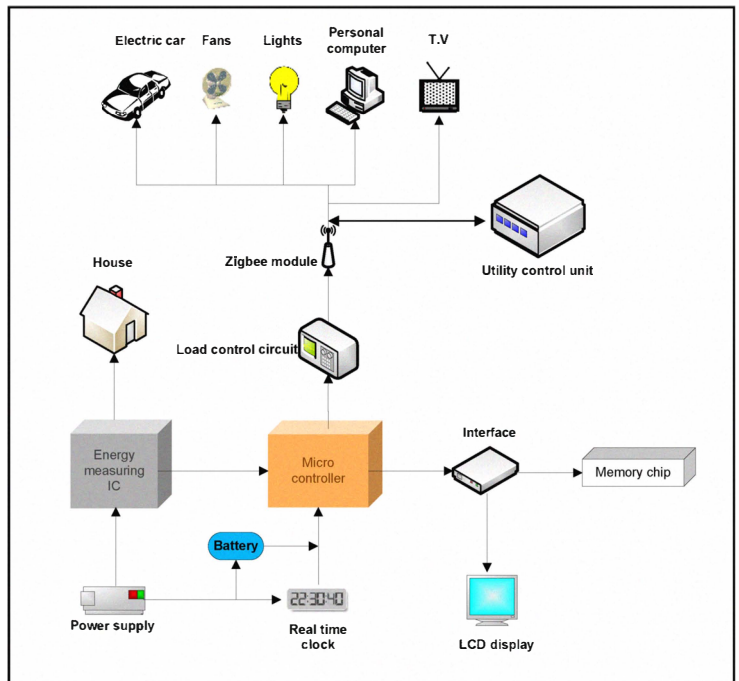 Electric car
Fans
Lights
Personal
computer
T.V
Zigbee module
Utility control unit
House
Load control circuit
Energy
measuring
IC
Micro
controller
Interface
Memory chip
Battery
22:30:40
Power supply
Real time
clock
LCD display